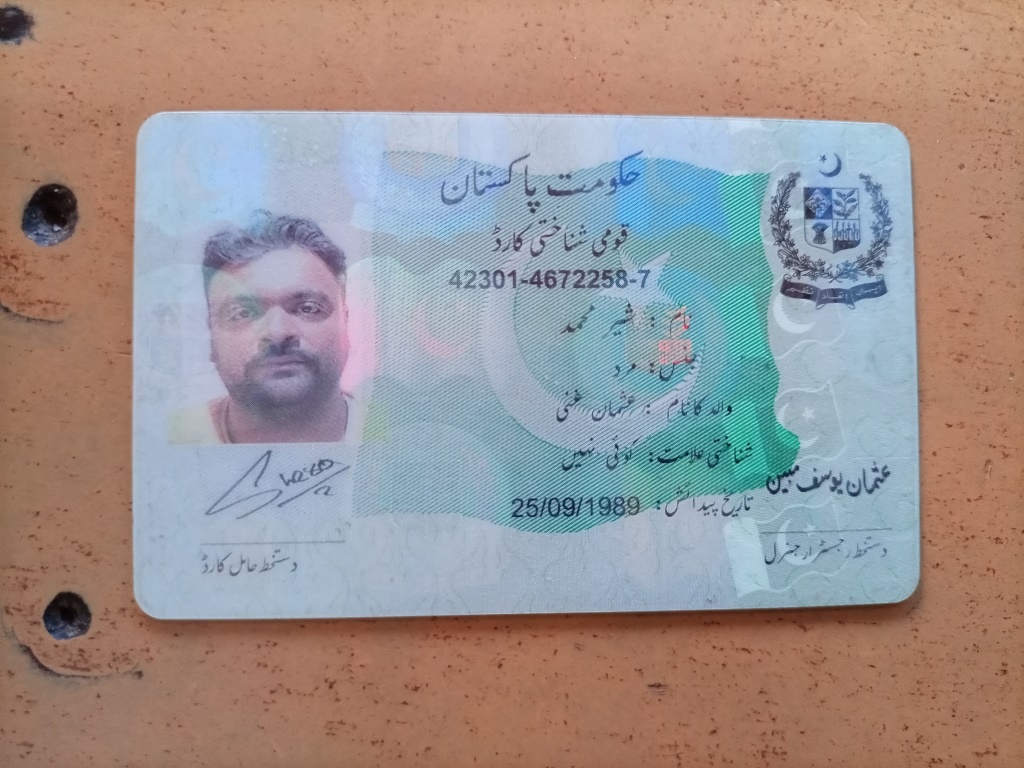 حکومت پاکستان
قومی شناختی کارڈ
42301-4672258-7
نام : شبیر محمد
جنس: مرد
والد کا نام : عثمان غنی
شناختی علامت: کوئی نہیں
تاریخ پیدائش: 25/09/1989
عثمان یوسف مبین
دستخط حامل کارڈ
دستخط رجسٹرار جنرل